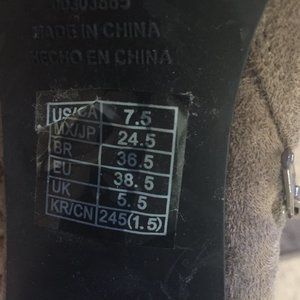 00303885
MADE IN CHINA
HECHO EN CHINA
US/CA 7.5
MX/JP 24.5
BR 36.5
EU 38.5
UK 5.5
KR/CN 245(1.5)